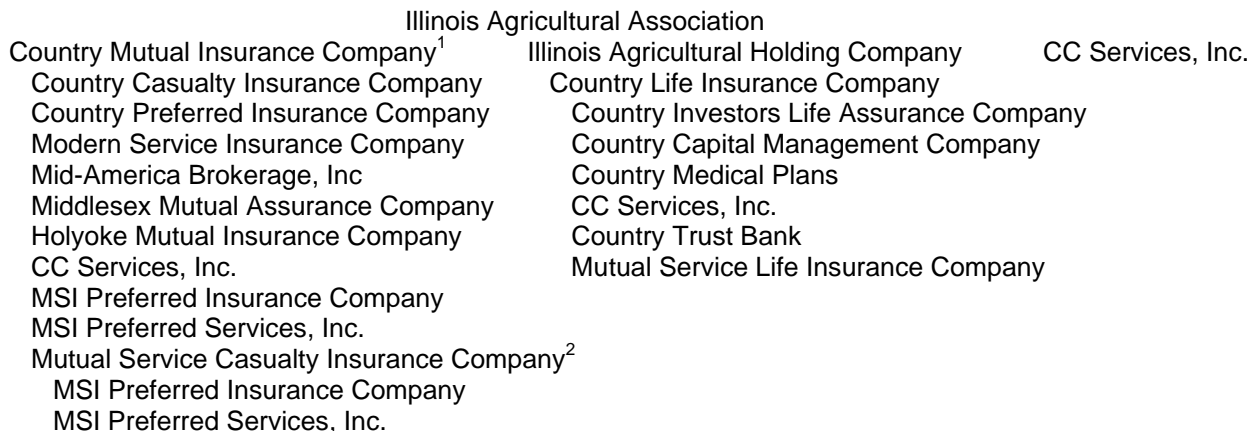 Illinois Agricultural Association
Country Mutual Insurance Company1 Illinois Agricultural Holding Company CC Services, Inc.
Country Casualty Insurance Company Country Life Insurance Company
Country Preferred Insurance Company Country Investors Life Assurance Company
Modern Service Insurance Company Country Capital Management Company
Mid-America Brokerage, Inc Country Medical Plans
Middlesex Mutual Assurance Company CC Services, Inc.
Holyoke Mutual Insurance Company Country Trust Bank
CC Services, Inc. Mutual Service Life Insurance Company
MSI Preferred Insurance Company
MSI Preferred Services, Inc.
Mutual Service Casualty Insurance Company2
MSI Preferred Insurance Company
MSI Preferred Services, Inc.